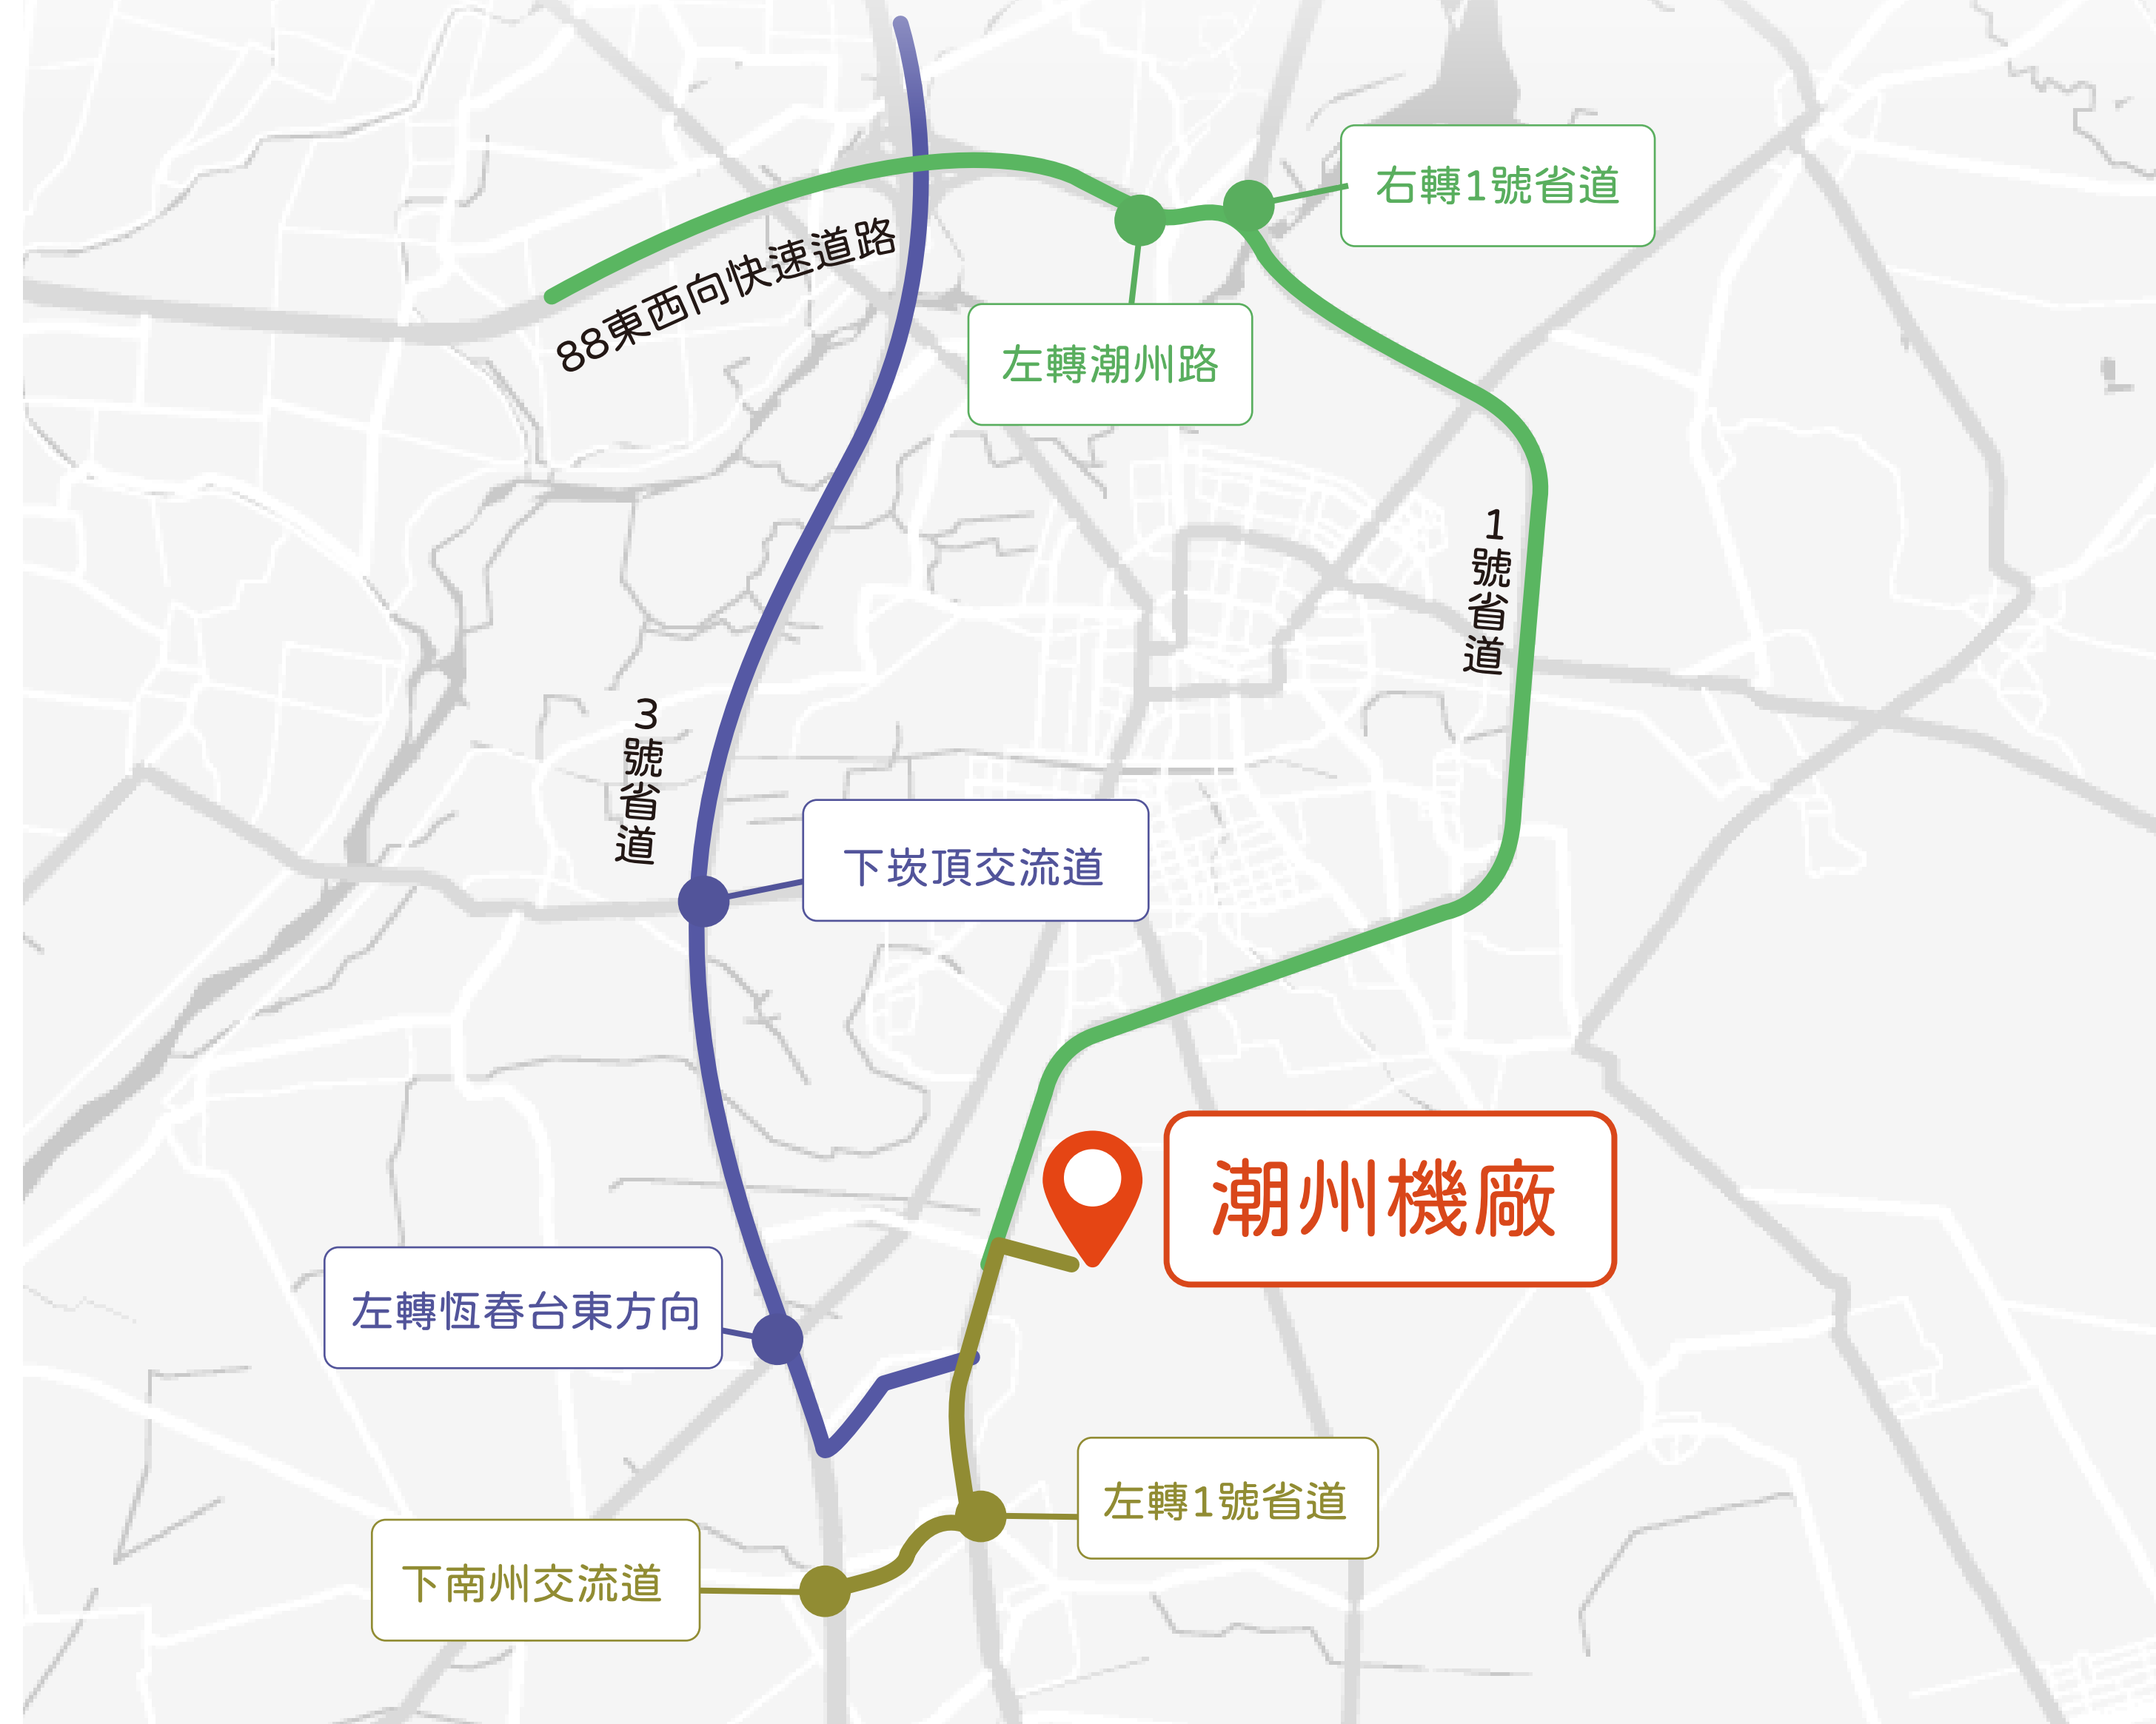 右轉1號省道
88東西向快速道路
左轉潮州路
1號省道
3號省道
下崁頂交流道
潮州機廠
左轉恆春台東方向
左轉1號省道
下南州交流道